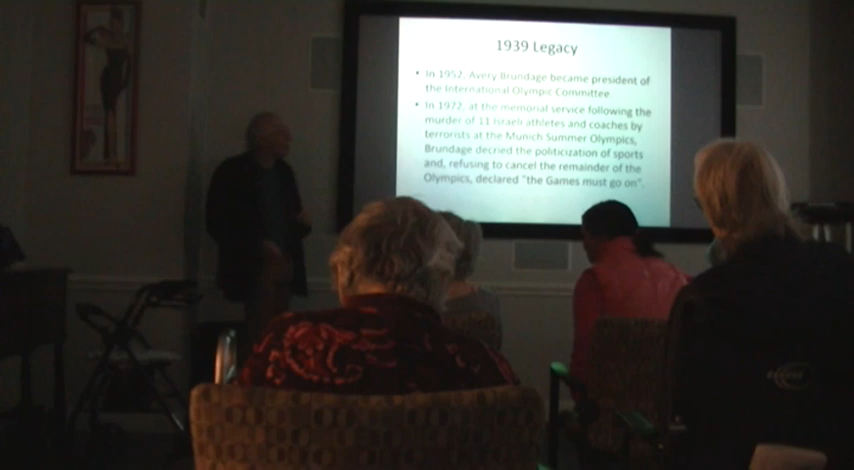 1939 Legacy
• In 1952, Avery Brundage became president of
the International Olympic Committee.
• In 1972, at the memorial service following the
murder of 11 Israeli athletes and coaches by
terrorists at the Munich Summer Olympics,
Brundage decried the politicization of sports
and, refusing to cancel the remainder of the
Olympics, declared "the Games must go on".